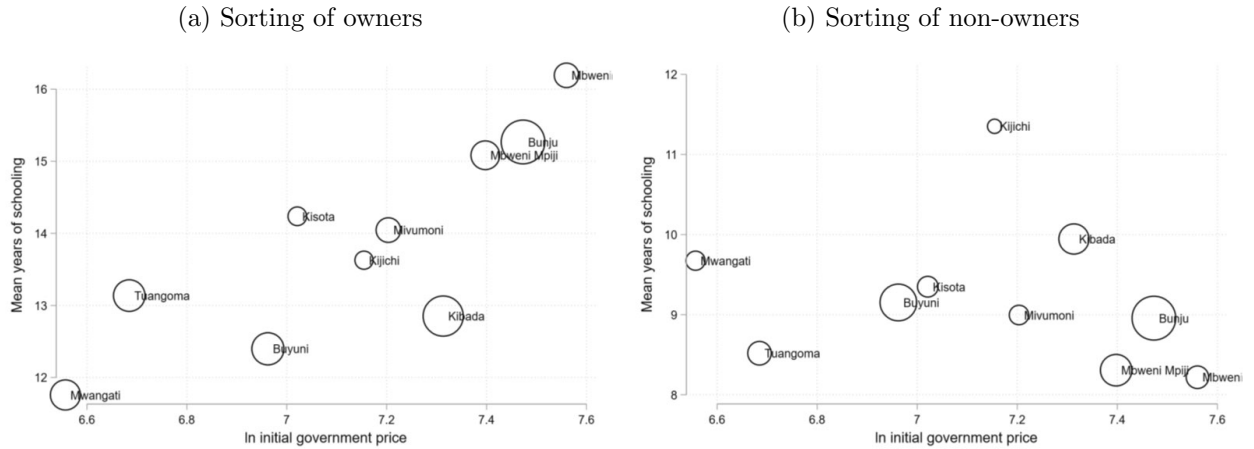 (a) Sorting of owners
Mean years of schooling
16
15
14
13
12
Mbweni
Bunju
Mbweni Mpiji
Kisota
Mivumoni
Kijichi
Tuangoma
Kibada
Buyuni
Mwangati
6.6 6.8 7 7.2 7.4 7.6
ln initial government price
(b) Sorting of non-owners
Mean years of schooling
12
11
10
9
8
Kijichi
Kibada
Mwangati
Kisota
Buyuni
Mivumoni
Bunju
Tuangoma
Mbweni Mpiji
Mbweni
6.6 6.8 7 7.2 7.4 7.6
ln initial government price